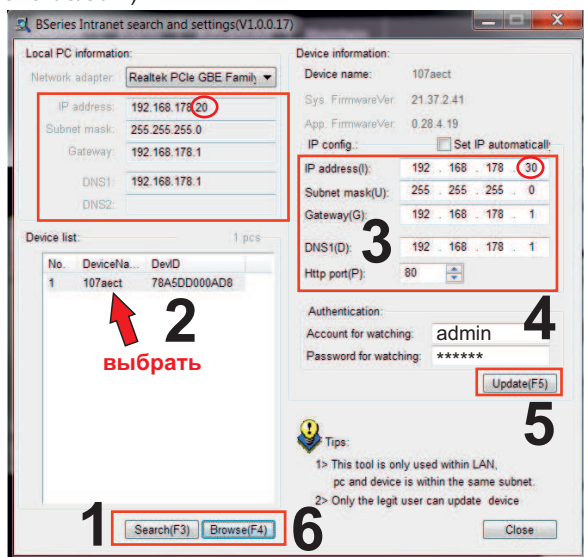 BSeries Intranet search and settings(V1.0.0.17)
Local PC information:
Network adapter: Realtek PCIe GBE Family
IP address: 192.168.178.20
Subnet mask: 255.255.255.0
Gateway: 192.168.178.1
DNS1: 192.168.178.1
DNS2:
Device list: 1 pcs
No. DeviceNa... DevID
1 107aect 78A5DD000AD8
2
выбрать
1
Search(F3) Browse(F4)
6
Device information:
Device name: 107aect
Sys. FirmwareVer: 21.37.2.41
App. FirmwareVer: 0.28.4.19
IP config.: Set IP automatically
IP address(I): 192 . 168 . 178 . 30
Subnet mask(U): 255 . 255 . 255 . 0
Gateway(G): 192 . 168 . 178 . 1
3
DNS1(D): 192 . 168 . 178 . 1
Http port(P): 80
Authentication:
Account for watching: admin
4
Password for watching: ******
Update(F5)
5
Tips:
1> This tool is only used within LAN,
pc and device is within the same subnet.
2> Only the legit user can update device
Close